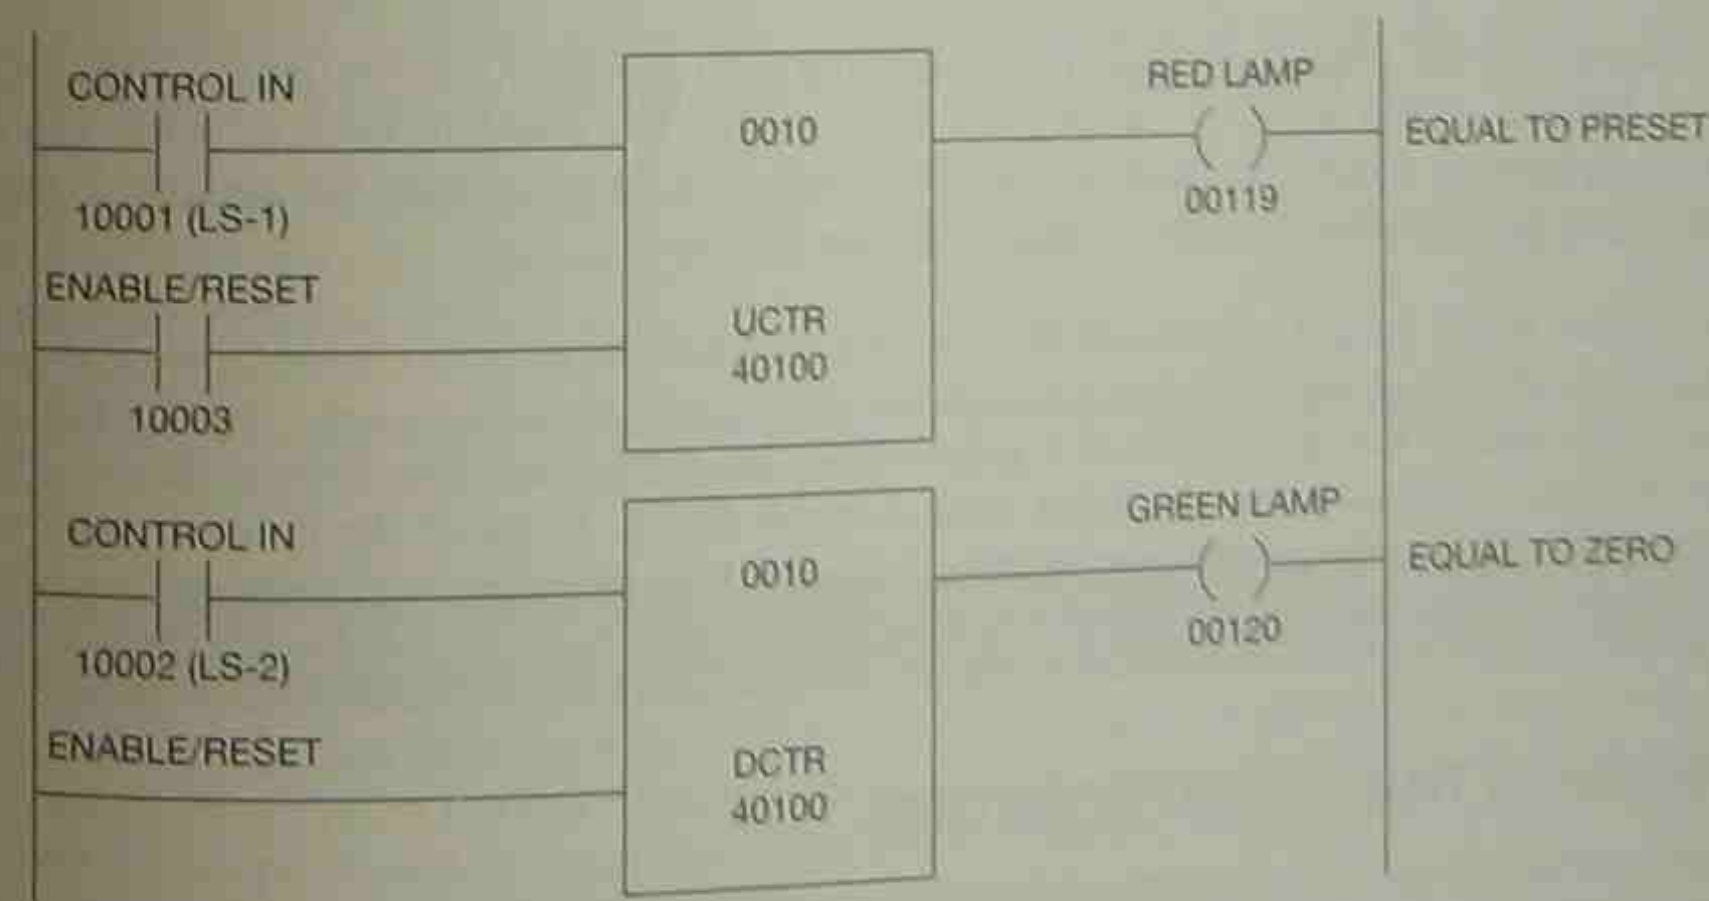 CONTROL IN
10001 (LS-1)
ENABLE/RESET
10003
0010
UCTR
40100
RED LAMP
00119
EQUAL TO PRESET
CONTROL IN
10002 (LS-2)
ENABLE/RESET
0010
DCTR
40100
GREEN LAMP
00120
EQUAL TO ZERO